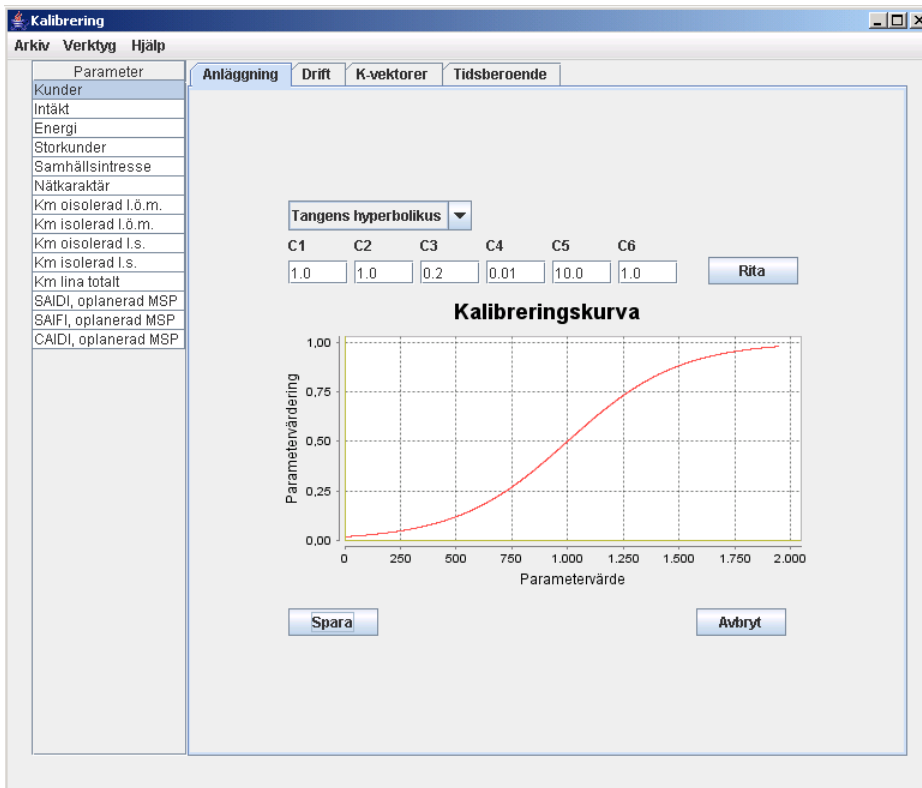 Kalibrering
Arkiv Verktyg Hjälp
Parameter
Kunder
Intäkt
Energi
Storkunder
Samhällsintresse
Nätkaraktär
Km oisolerad l.ö.m.
Km isolerad l.ö.m.
Km oisolerad l.s.
Km isolerad l.s.
Km lina totalt
SAIDI, oplanerad MSP
SAIFI, oplanerad MSP
CAIDI, oplanerad MSP
Anläggning Drift K-vektorer Tidsberoende
Tangens hyperbolikus
C1 C2 C3 C4 C5 C6
1.0 1.0 0.2 0.01 10.0 1.0 Rita
Kalibreringskurva
1,00
0,75
0,50
0,25
0,00
Parametervärdering
0 250 500 750 1.000 1.250 1.500 1.750 2.000
Parametervärde
Spara Avbryt